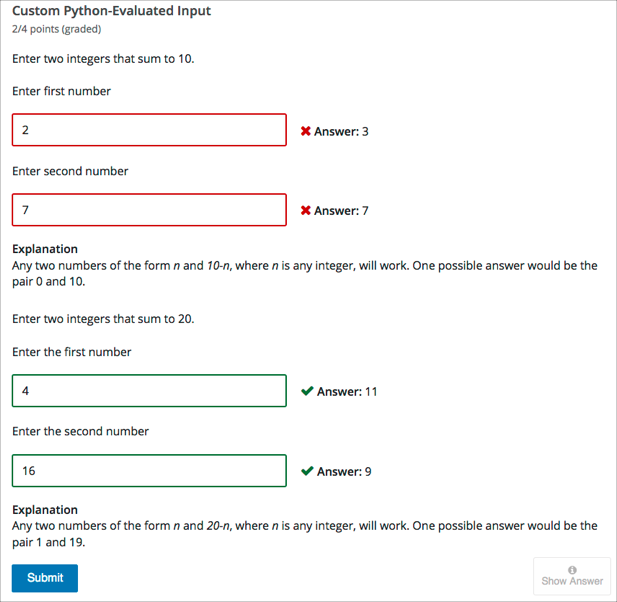 Custom Python-Evaluated Input
2/4 points (graded)
Enter two integers that sum to 10.
Enter first number
2
Answer: 3
Enter second number
7
Answer: 7
Explanation
Any two numbers of the form n and 10-n, where n is any integer, will work. One possible answer would be the
pair 0 and 10.
Enter two integers that sum to 20.
Enter the first number
4
Answer: 11
Enter the second number
16
Answer: 9
Explanation
Any two numbers of the form n and 20-n, where n is any integer, will work. One possible answer would be the
pair 1 and 19.
Submit
Show Answer